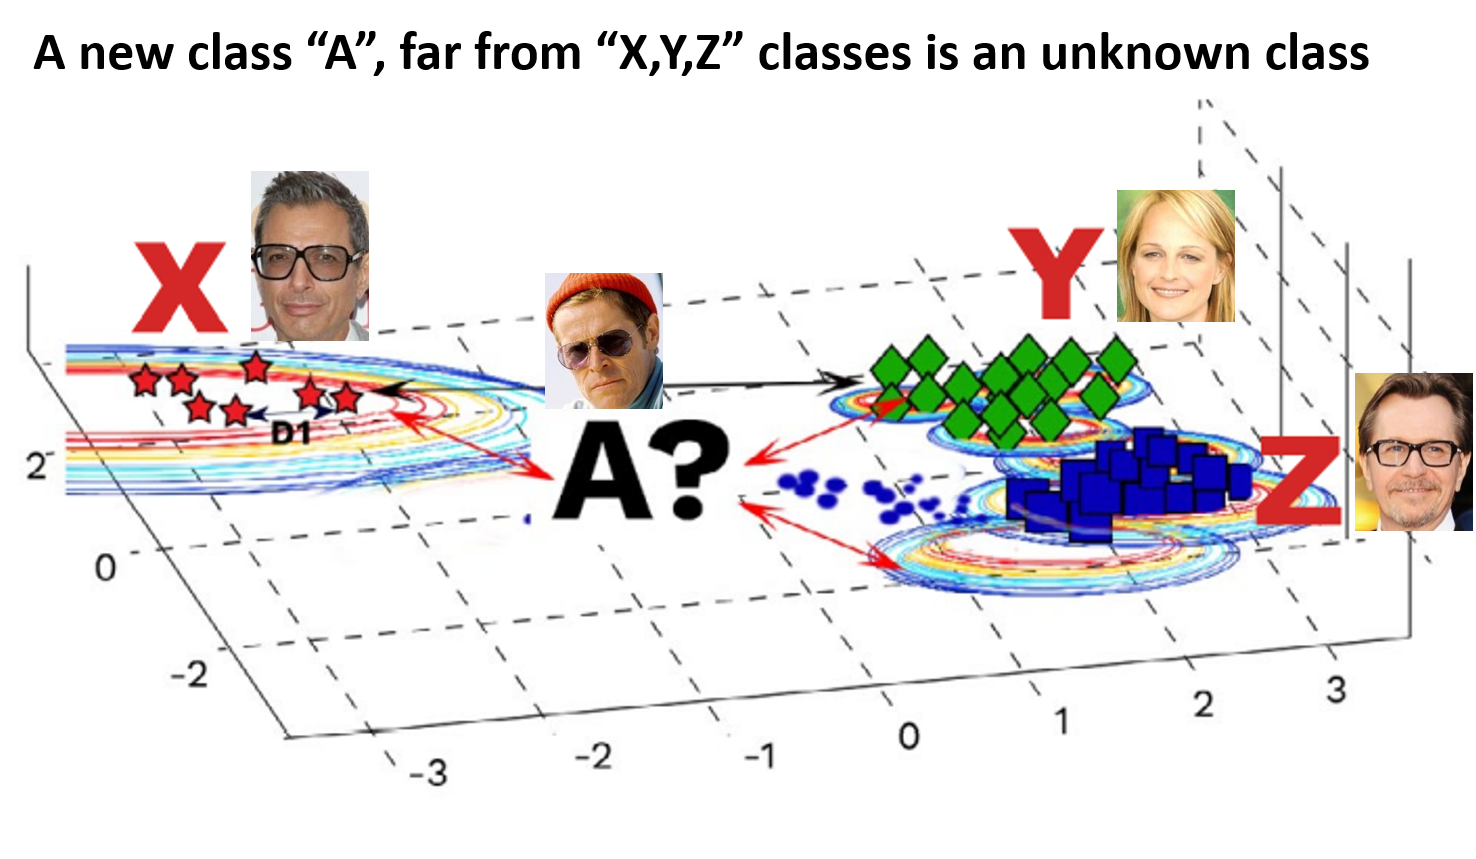 A new class “A”, far from “X,Y,Z” classes is an unknown class
X
Y
Z
A?
D1
2
0
-2
-3
-2
-1
0
1
2
3